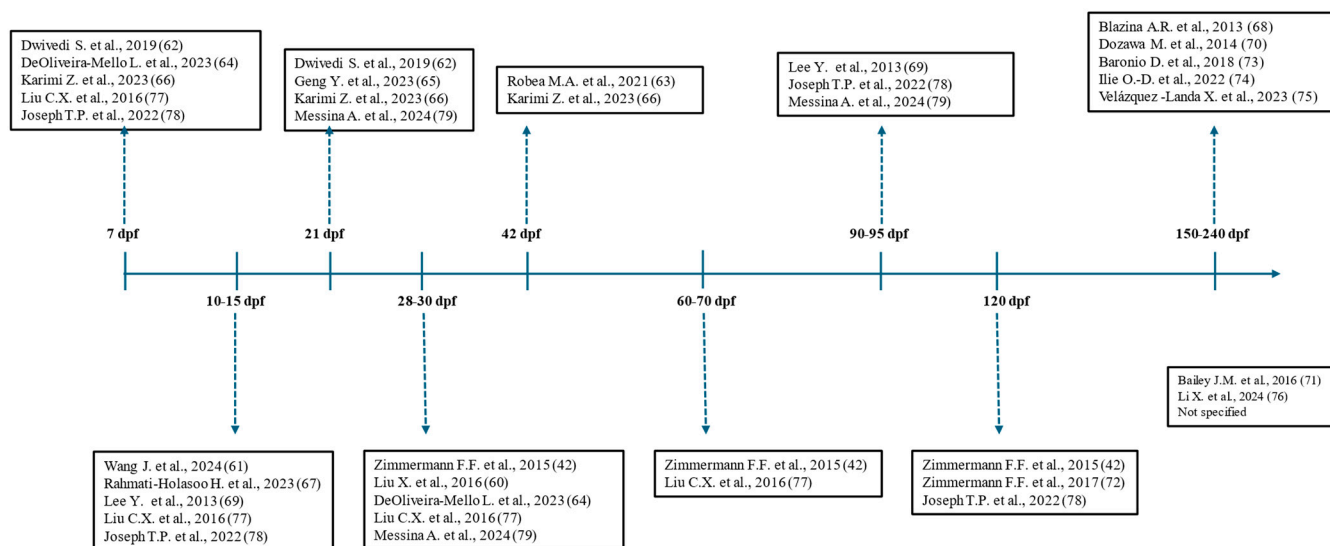 Dwivedi S. et al., 2019 (62)
DeOliveira-Mello L. et al., 2023 (64)
Karimi Z. et al., 2023 (66)
Liu C.X. et al., 2016 (77)
Joseph T.P. et al., 2022 (78)
Dwivedi S. et al., 2019 (62)
Geng Y. et al., 2023 (65)
Karimi Z. et al., 2023 (66)
Messina A. et al., 2024 (79)
Robea M.A. et al., 2021 (63)
Karimi Z. et al., 2023 (66)
Lee Y. et al., 2013 (69)
Joseph T.P. et al., 2022 (78)
Messina A. et al., 2024 (79)
Blazina A.R. et al., 2013 (68)
Dozawa M. et al., 2014 (70)
Baronio D. et al., 2018 (73)
Ilie O.-D. et al., 2022 (74)
Velázquez -Landa X. et al., 2023 (75)
7 dpf
21 dpf
42 dpf
90-95 dpf
150-240 dpf
10-15 dpf
28-30 dpf
60-70 dpf
120 dpf
Bailey J.M. et al., 2016 (71)
Li X. et al., 2024 (76)
Not specified
Wang J. et al., 2024 (61)
Rahmati-Holasoo H. et al., 2023 (67)
Lee Y. et al., 2013 (69)
Liu C.X. et al., 2016 (77)
Joseph T.P. et al., 2022 (78)
Zimmermann F.F. et al., 2015 (42)
Liu X. et al., 2016 (60)
DeOliveira-Mello L. et al., 2023 (64)
Liu C.X. et al., 2016 (77)
Messina A. et al., 2024 (79)
Zimmermann F.F. et al., 2015 (42)
Liu C.X. et al., 2016 (77)
Zimmermann F.F. et al., 2015 (42)
Zimmermann F.F. et al., 2017 (72)
Joseph T.P. et al., 2022 (78)